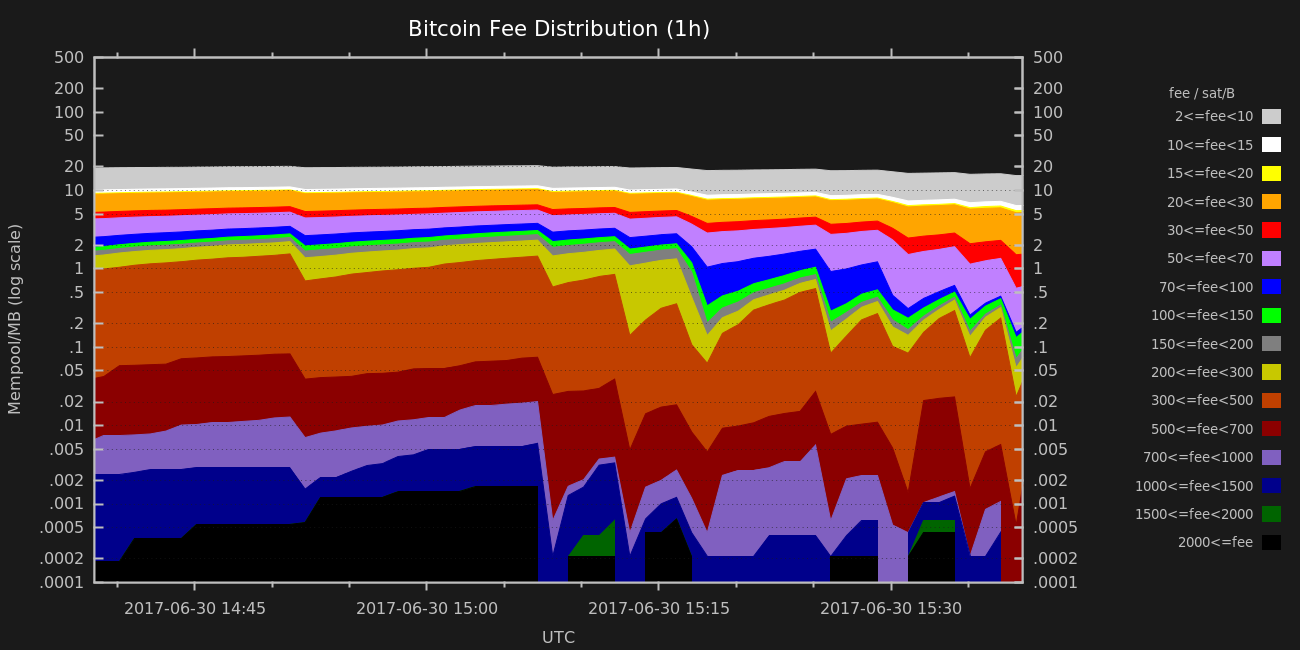 Bitcoin Fee Distribution (1h)
Mempool/MB (log scale)
500
200
100
50
20
10
5
2
1
.5
.2
.1
.05
.02
.01
.005
.002
.001
.0005
.0002
.0001
500
200
100
50
20
10
5
2
1
.5
.2
.1
.05
.02
.01
.005
.002
.001
.0005
.0002
.0001
2017-06-30 14:45
2017-06-30 15:00
2017-06-30 15:15
2017-06-30 15:30
UTC
fee / sat/B
2<=fee<10
10<=fee<15
15<=fee<20
20<=fee<30
30<=fee<50
50<=fee<70
70<=fee<100
100<=fee<150
150<=fee<200
200<=fee<300
300<=fee<500
500<=fee<700
700<=fee<1000
1000<=fee<1500
1500<=fee<2000
2000<=fee